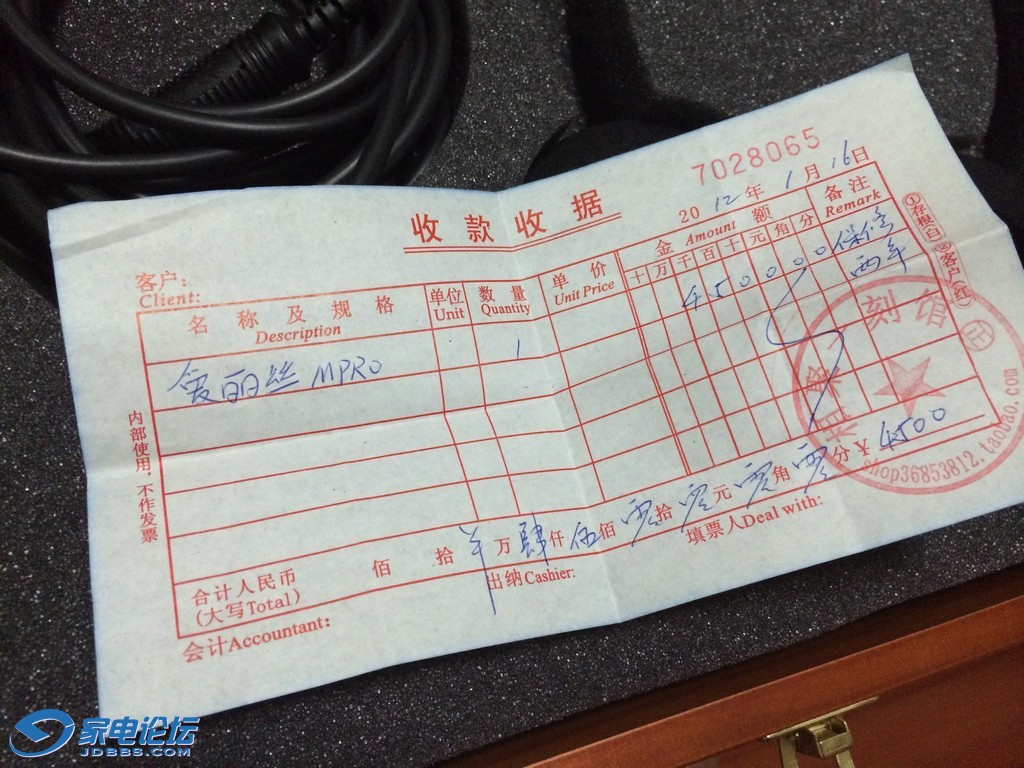 7028065
收款收据
2012年1月16日
客户:
Client:
名称及规格
Description
单位
Unit
数量
Quantity
单价
Unit Price
金额
Amount
十万千百十元角分
备注
Remark
爱丽丝 MPRO 1 450000 保修
两年
①存根(白)②客户(红)
内部使用,不作发票
刻馆
正
shop36853812.taobao.com
合计人民币
(大写Total)
佰拾万肆仟伍佰零拾零元零角零分¥4500
会计Accountant:
出纳Cashier:
填票人Deal with:
家电论坛
JDBBS.COM